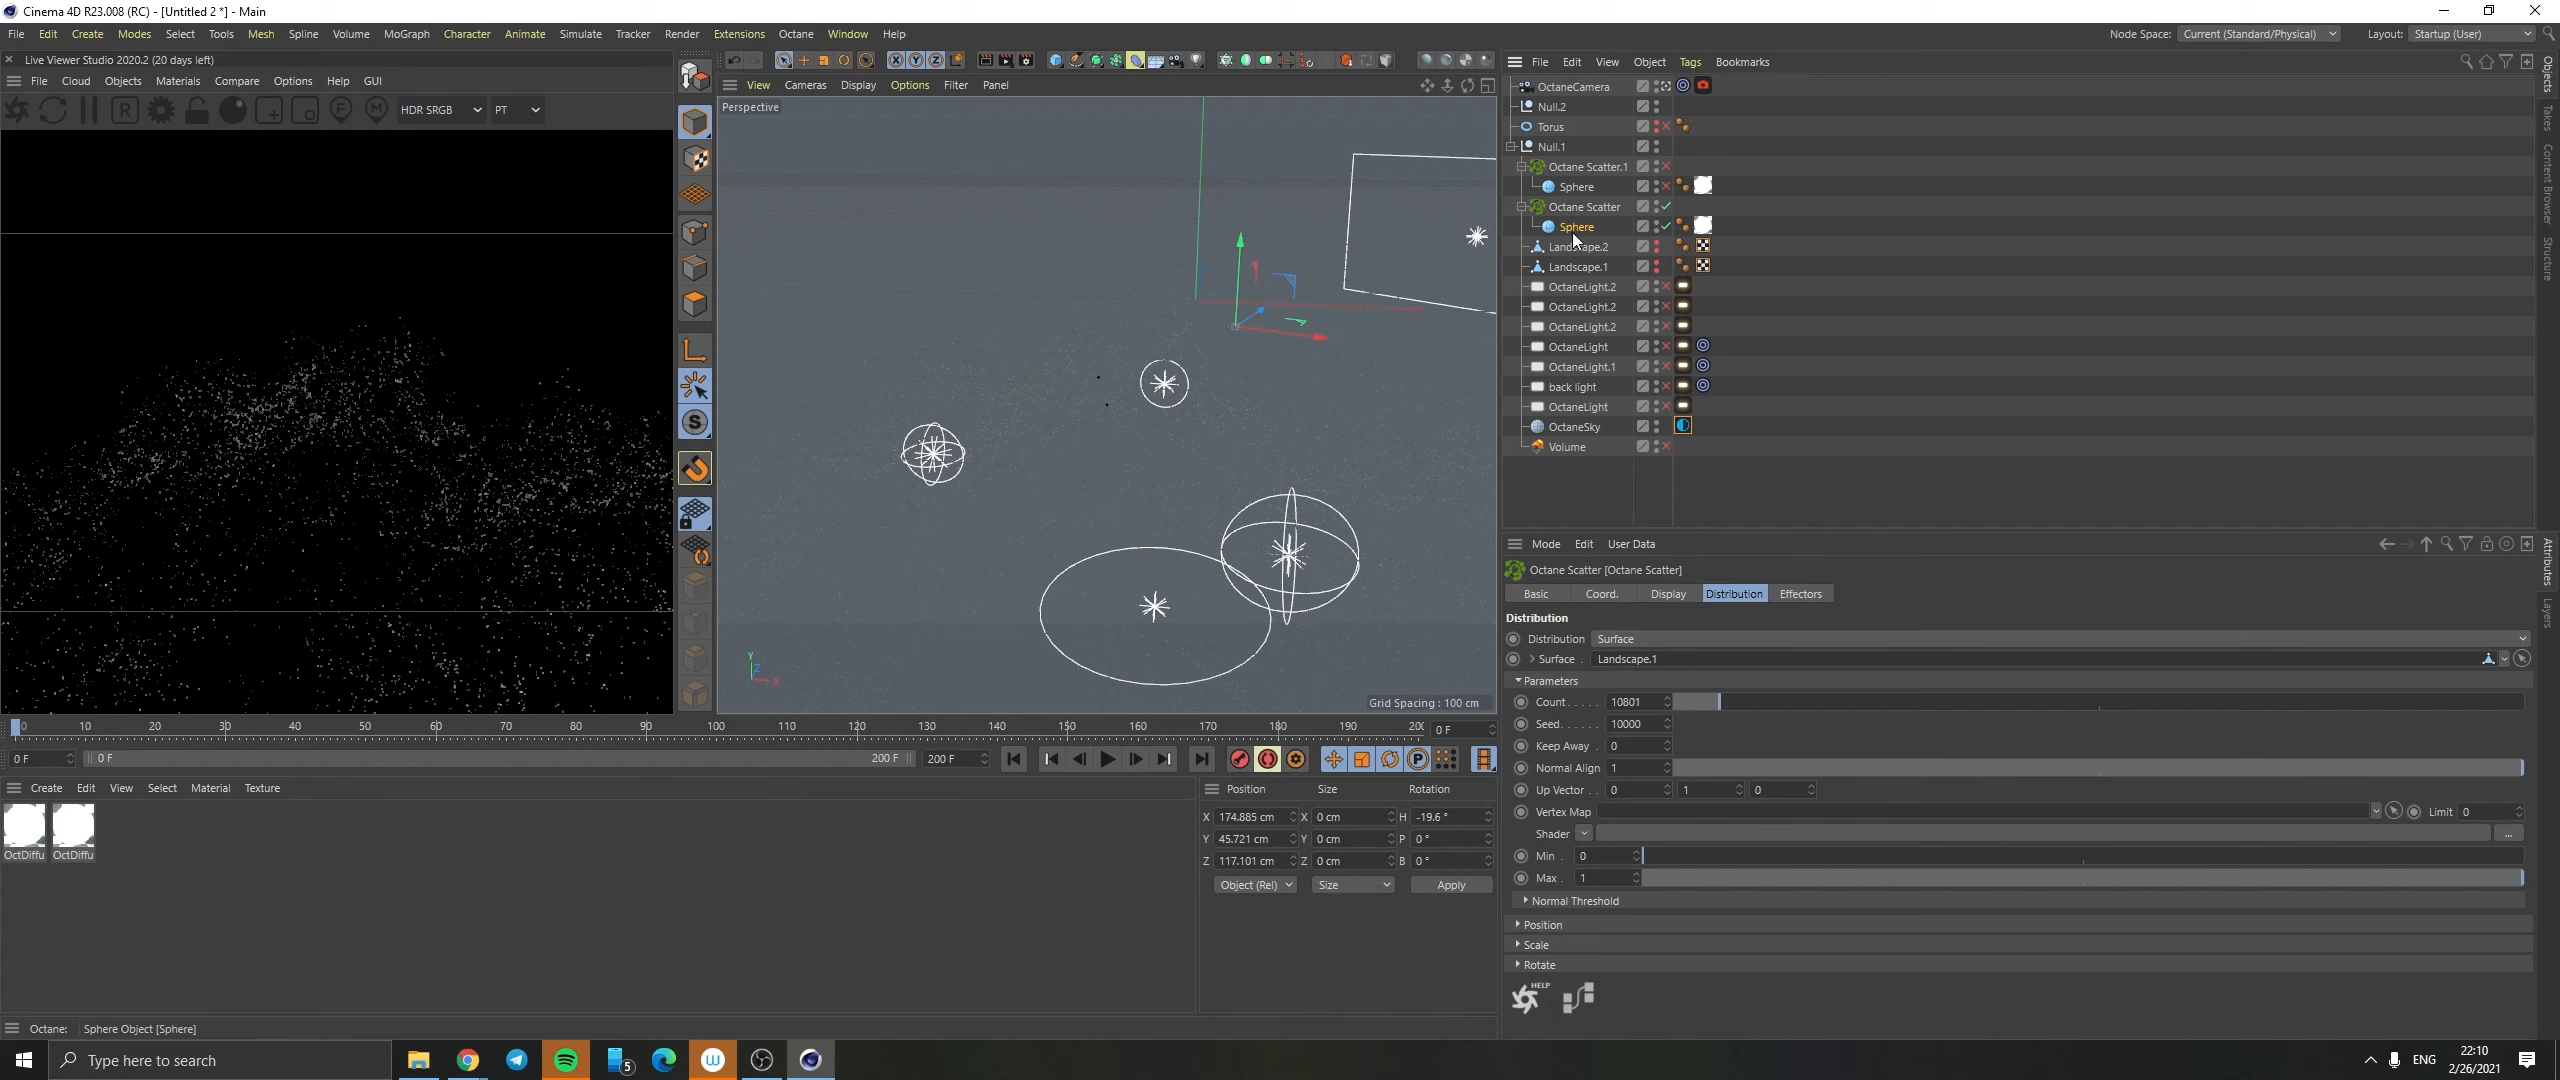 Cinema 4D R23.008 (RC) - [Untitled 2 *] - Main
File Edit Create Modes Select Tools Mesh Spline Volume MoGraph Character Animate Simulate Tracker Render Extensions Octane Window Help
Node Space: Current (Standard/Physical) Layout: Startup (User)
Live Viewer Studio 2020.2 (20 days left)
File Cloud Objects Materials Compare Options Help GUI
HDR SRGB PT
View Cameras Display Options Filter Panel
Perspective
Grid Spacing : 100 cm
File Edit View Object Tags Bookmarks
OctaneCamera
Null.2
Torus
Null.1
Octane Scatter.1
Sphere
Octane Scatter
Sphere
Landscape.2
Landscape.1
OctaneLight.2
OctaneLight.2
OctaneLight.2
OctaneLight
OctaneLight.1
back light
OctaneLight
OctaneSky
Volume
Objects
Takes
Content Browser
Structure
Mode Edit User Data
Octane Scatter [Octane Scatter]
Basic Coord. Display Distribution Effectors
Distribution
Distribution Surface
Surface . Landscape.1
Parameters
Count . . . . . 10801
Seed. . . . . . 10000
Keep Away . 0
Normal Align 1
Up Vector . . 0 1 0
Vertex Map Limit 0
Shader ...
Min . 0
Max . 1
Normal Threshold
Position
Scale
Rotate
HELP
Attributes
Layers
0 10 20 30 40 50 60 70 80 90 100 110 120 130 140 150 160 170 180 190 200 0 F
0 F 0 F 200 F 200 F
Create Edit View Select Material Texture
OctDiffu OctDiffu
Position Size Rotation
X 174.885 cm X 0 cm H -19.6 °
Y 45.721 cm Y 0 cm P 0 °
Z 117.101 cm Z 0 cm B 0 °
Object (Rel) Size Apply
Octane: Sphere Object [Sphere]
Type here to search
5
ENG
22:10
2/26/2021